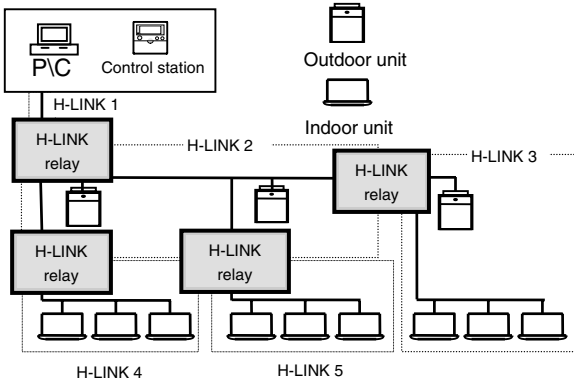 P\C
Control station
Outdoor unit
Indoor unit
H-LINK 1
H-LINK
relay
H-LINK 2
H-LINK
relay
H-LINK 3
H-LINK
relay
H-LINK
relay
H-LINK 4
H-LINK 5